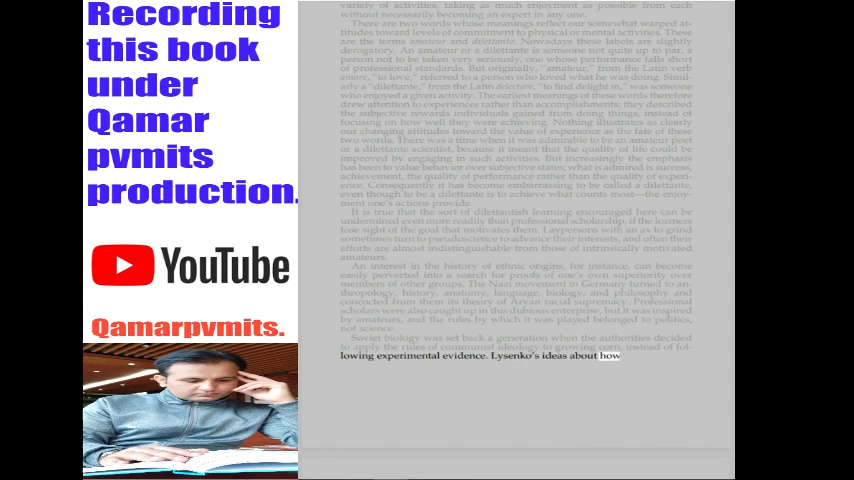 Recording
this book
under
Qamar
pvmits
production.
YouTube
Qamarpvmits.
variety of activities, taking as much enjoyment as possible from each
without necessarily becoming an expert in any one.
There are two words whose meanings reflect our somewhat warped at-
titudes toward levels of commitment to physical or mental activities. These
are the terms amateur and dilettante. Nowadays these labels are slightly
derogatory. An amateur or a dilettante is someone not quite up to par, a
person not to be taken very seriously, one whose performance falls short
of professional standards. But originally, "amateur," from the Latin verb
amare, "to love," referred to a person who loved what he was doing. Simil-
arly a "dilettante," from the Latin delectare, "to find delight in," was someone
who enjoyed a given activity. The earliest meanings of these words therefore
drew attention to experiences rather than accomplishments; they described
the subjective rewards individuals gained from doing things, instead of
focusing on how well they were achieving. Nothing illustrates as clearly
our changing attitudes toward the value of experience as the fate of these
two words. There was a time when it was admirable to be an amateur poet
or a dilettante scientist, because it meant that the quality of life could be
improved by engaging in such activities. But increasingly the emphasis
has been to value behavior over subjective states; what is admired is success,
achievement, the quality of performance rather than the quality of experi-
ence. Consequently it has become embarrassing to be called a dilettante,
even though to be a dilettante is to achieve what counts most—the enjoy-
ment one's actions provide.
It is true that the sort of dilettantish learning encouraged here can be
undermined even more readily than professional scholarship, if the learners
lose sight of the goal that motivates them. Laypersons with an ax to grind
sometimes turn to pseudoscience to advance their interests, and often their
efforts are almost indistinguishable from those of intrinsically motivated
amateurs.
An interest in the history of ethnic origins, for instance, can become
easily perverted into a search for proofs of one's own superiority over
members of other groups. The Nazi movement in Germany turned to an-
thropology, history, anatomy, language, biology, and philosophy and
concocted from them its theory of Aryan racial supremacy. Professional
scholars were also caught up in this dubious enterprise, but it was inspired
by amateurs, and the rules by which it was played belonged to politics,
not science.
Soviet biology was set back a generation when the authorities decided
to apply the rules of communist ideology to growing corn, instead of fol-
lowing experimental evidence. Lysenko's ideas about how